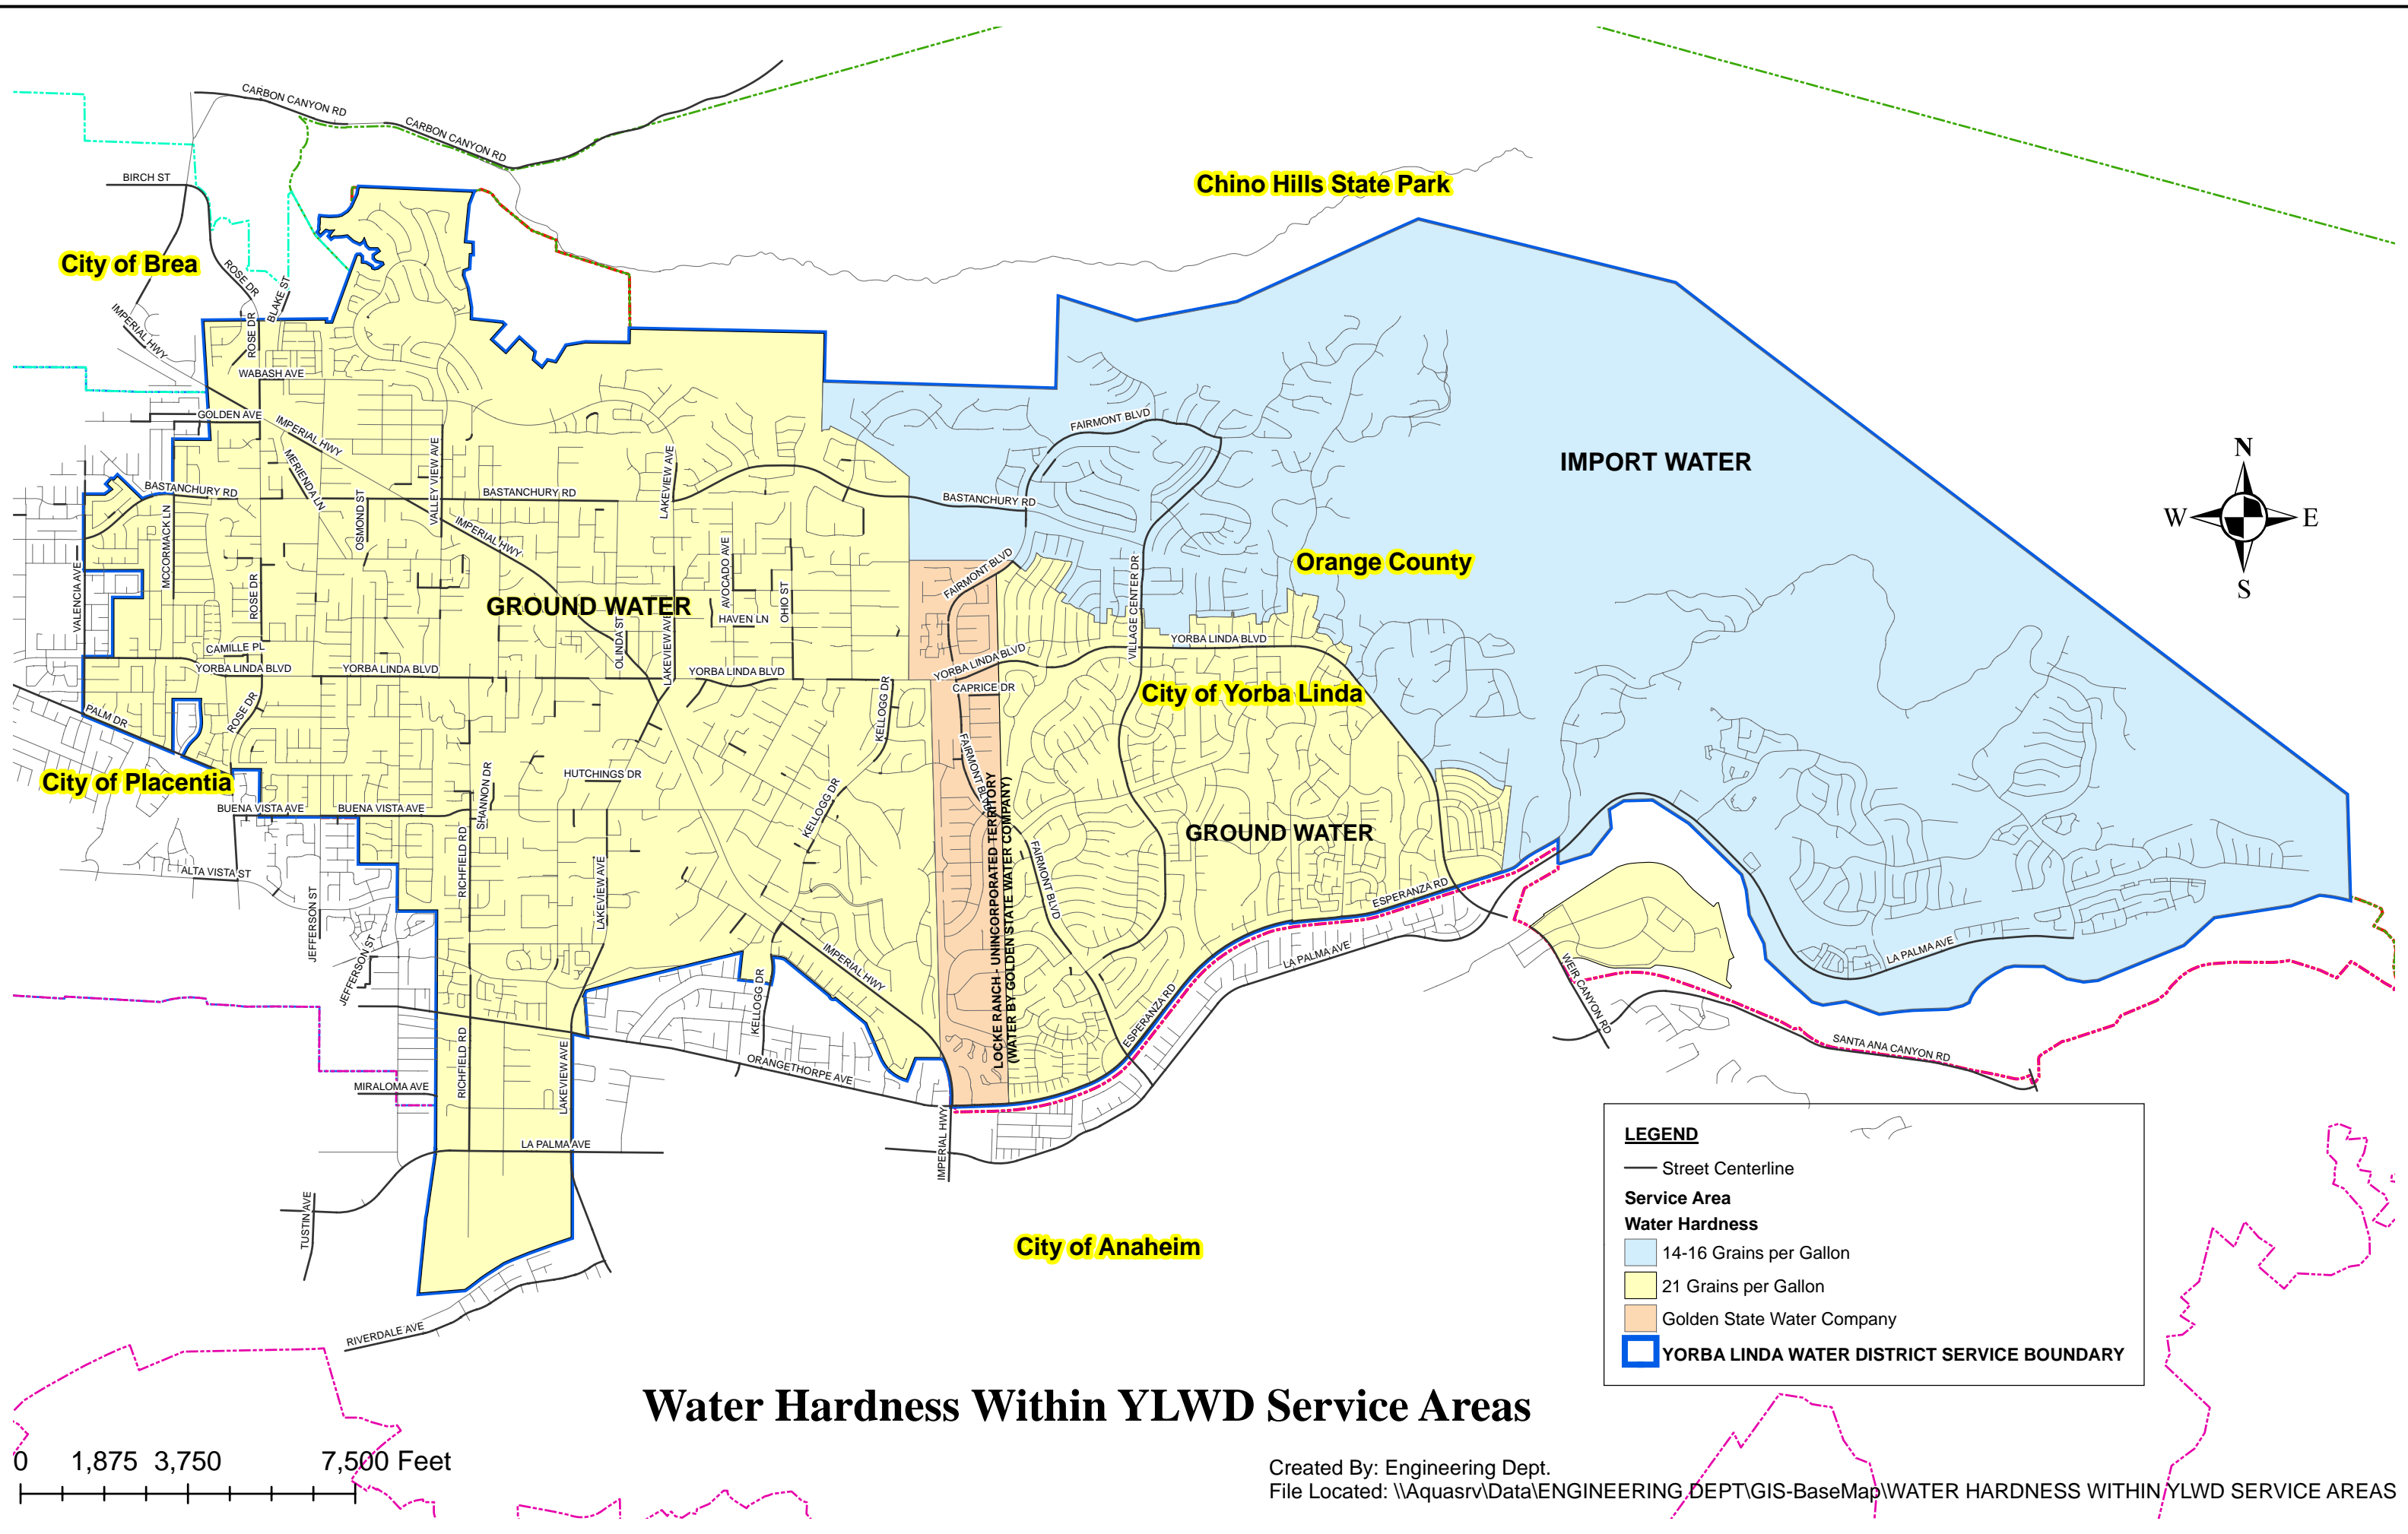 CARBON CANYON RD
CARBON CANYON RD
BIRCH ST
Chino Hills State Park
City of Brea
ROSE DR
BLAKE ST
IMPERIAL HWY
ROSE DR
WABASH AVE
GOLDEN AVE
IMPERIAL HWY
FAIRMONT BLVD
MERIENDA LN
VALLEY VIEW AVE
LAKEVIEW AVE
IMPORT WATER
N
W
E
S
BASTANCHURY RD
BASTANCHURY RD
BASTANCHURY RD
MCCORMACK LN
OSMOND ST
IMPERIAL HWY
VALENCIA AVE
ROSE DR
AVOCADO AVE
OHIO ST
FAIRMONT BLVD
VILLAGE CENTER DR
Orange County
GROUND WATER
HAVEN LN
OLINDA ST
LAKEVIEW AVE
CAMILLE PL
YORBA LINDA BLVD
YORBA LINDA BLVD
YORBA LINDA BLVD
YORBA LINDA BLVD
YORBA LINDA BLVD
CAPRICE DR
City of Yorba Linda
PALM DR
ROSE DR
KELLOGG DR
FAIRMONT BLVD
City of Placentia
HUTCHINGS DR
SHANNON DR
BUENA VISTA AVE
BUENA VISTA AVE
KELLOGG DR
GROUND WATER
LOCKE RANCH - UNINCORPORATED TERRITORY
(WATER BY GOLDEN STATE WATER COMPANY)
ALTA VISTA ST
RICHFIELD RD
LAKEVIEW AVE
FAIRMONT BLVD
ESPERANZA RD
JEFFERSON ST
JEFFERSON ST
IMPERIAL HWY
LA PALMA AVE
LA PALMA AVE
WEIR CANYON RD
KELLOGG DR
ESPERANZA RD
SANTA ANA CANYON RD
RICHFIELD RD
LAKEVIEW AVE
ORANGETHORPE AVE
MIRALOMA AVE
LA PALMA AVE
IMPERIAL HWY
TUSTIN AVE
City of Anaheim
RIVERDALE AVE
LEGEND
Street Centerline
Service Area
Water Hardness
14-16 Grains per Gallon
21 Grains per Gallon
Golden State Water Company
YORBA LINDA WATER DISTRICT SERVICE BOUNDARY
Water Hardness Within YLWD Service Areas
0 1,875 3,750 7,500 Feet
Created By: Engineering Dept.
File Located: \\Aquasrv\Data\ENGINEERING DEPT\GIS-BaseMap\WATER HARDNESS WITHIN YLWD SERVICE AREAS